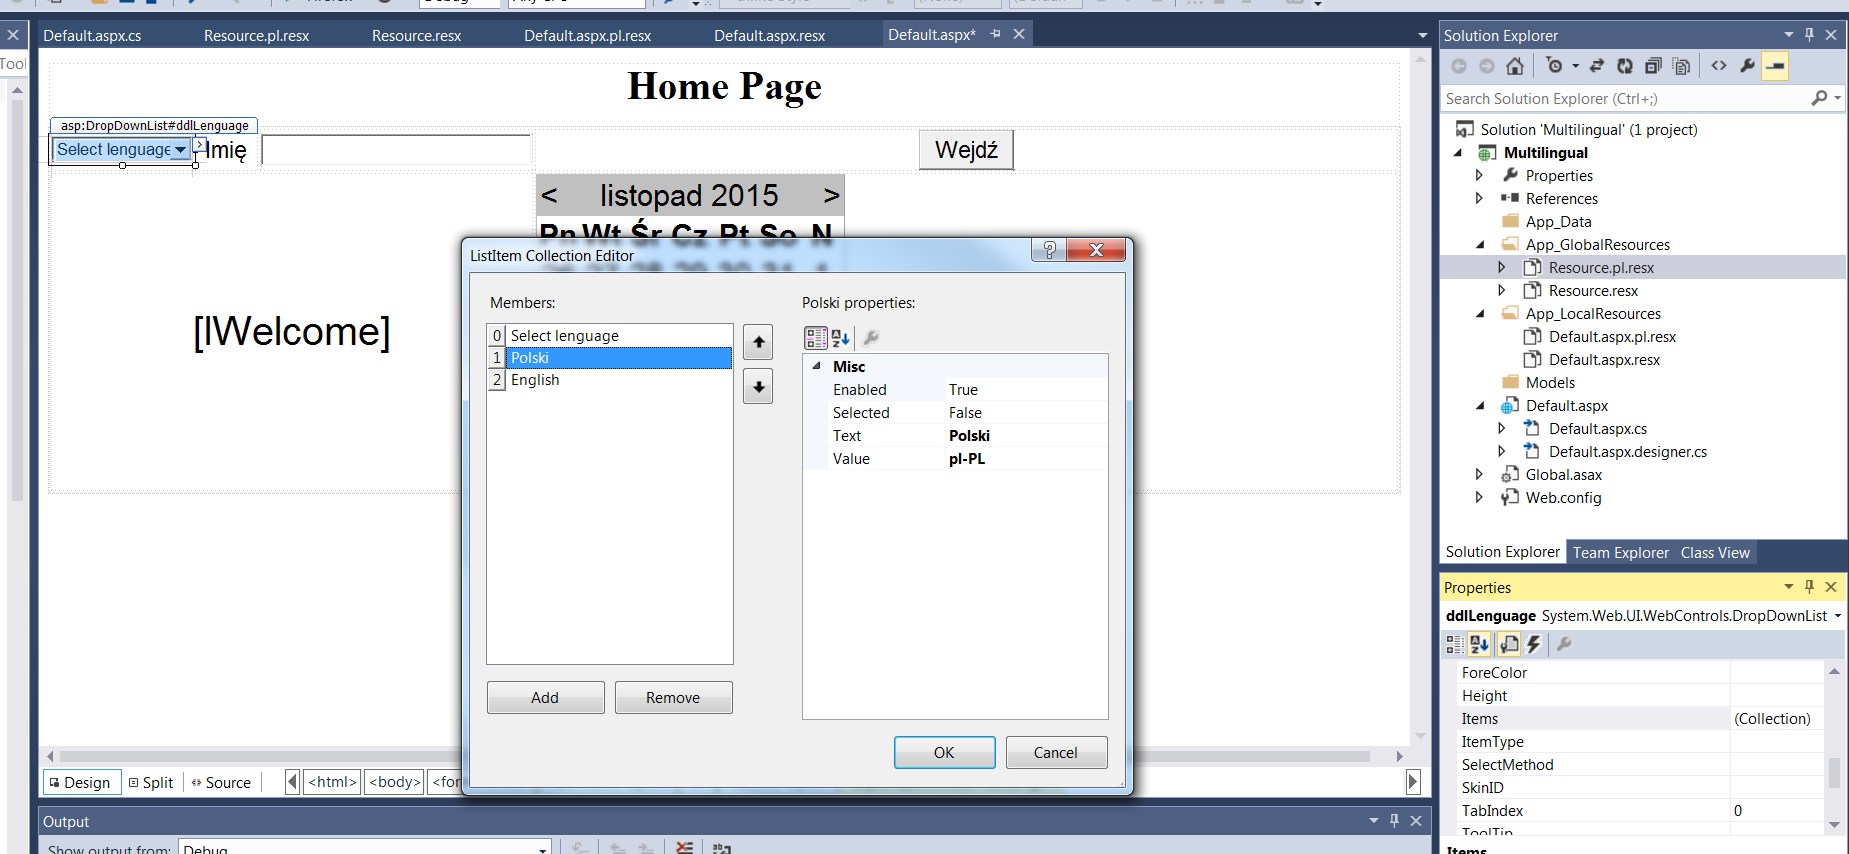 Default.aspx.cs
Resource.pl.resx
Resource.resx
Default.aspx.pl.resx
Default.aspx.resx
Default.aspx*
Home Page
asp:DropDownList#ddlLenguage
Select lenguage
Imię
Wejdź
< listopad 2015 >
Pn Wt Śr Cz Pt So N
[lWelcome]
ListItem Collection Editor
Members:
0 Select lenguage
1 Polski
2 English
Add
Remove
Polski properties:
Misc
Enabled True
Selected False
Text Polski
Value pl-PL
OK
Cancel
Design
Split
Source
<html>
<body>
<for
Output
Show output from: Debug
Solution Explorer
Search Solution Explorer (Ctrl+;)
Solution 'Multilingual' (1 project)
Multilingual
Properties
References
App_Data
App_GlobalResources
Resource.pl.resx
Resource.resx
App_LocalResources
Default.aspx.pl.resx
Default.aspx.resx
Models
Default.aspx
Default.aspx.cs
Default.aspx.designer.cs
Global.asax
Web.config
Solution Explorer
Team Explorer
Class View
Properties
ddlLenguage System.Web.UI.WebControls.DropDownList
ForeColor
Height
Items (Collection)
ItemType
SelectMethod
SkinID
TabIndex 0
ToolTip
Items